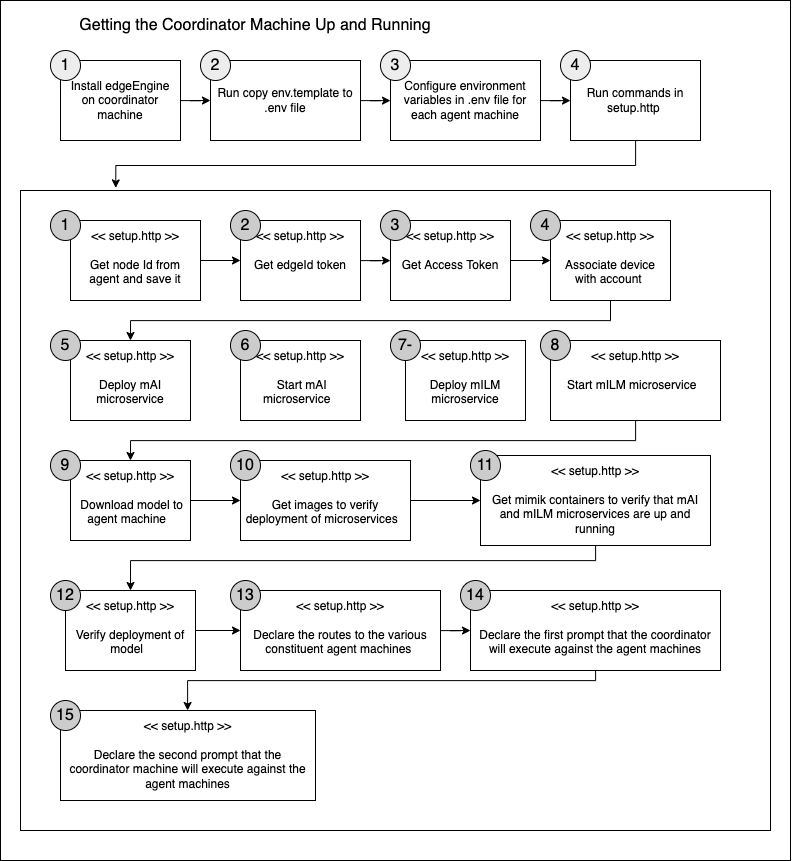 Getting the Coordinator Machine Up and Running
1
Install edgeEngine
on coordinator
machine
2
Run copy env.template to
.env file
3
Configure environment
variables in .env file for
each agent machine
4
Run commands in
setup.http
1
<< setup.http >>
Get node Id from
agent and save it
2
<< setup.http >>
Get edgeId token
3
<< setup.http >>
Get Access Token
4
<< setup.http >>
Associate device
with account
5
<< setup.http >>
Deploy mAI
microservice
6
<< setup.http >>
Start mAI
microservice
7-
<< setup.http >>
Deploy mILM
microservice
8
<< setup.http >>
Start mILM microservice
9
<< setup.http >>
Download model to
agent machine
10
<< setup.http >>
Get images to verify
deployment of microservices
11
<< setup.http >>
Get mimik containers to verify that mAI
and mILM microservices are up and
running
12
<< setup.http >>
Verify deployment of
model
13
<< setup.http >>
Declare the routes to the various
constituent agent machines
14
<< setup.http >>
Declare the first prompt that the coordinator
will execute against the agent machines
15
<< setup.http >>
Declare the second prompt that the
coordinator machine will execute against the
agent machines